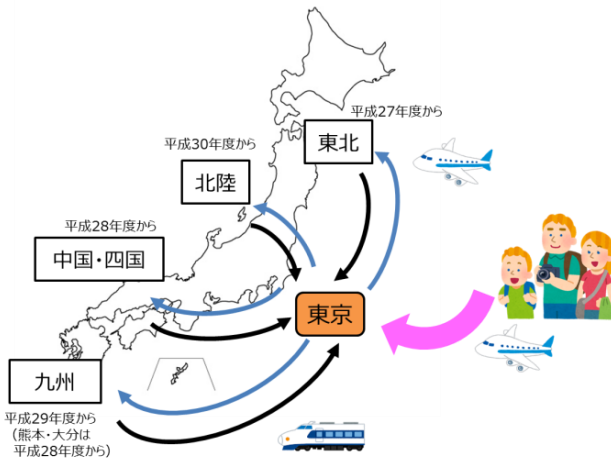 平成27年度から
東北
平成30年度から
北陸
平成28年度から
中国・四国
東京
九州
平成29年度から
(熊本・大分は
平成28年度から)